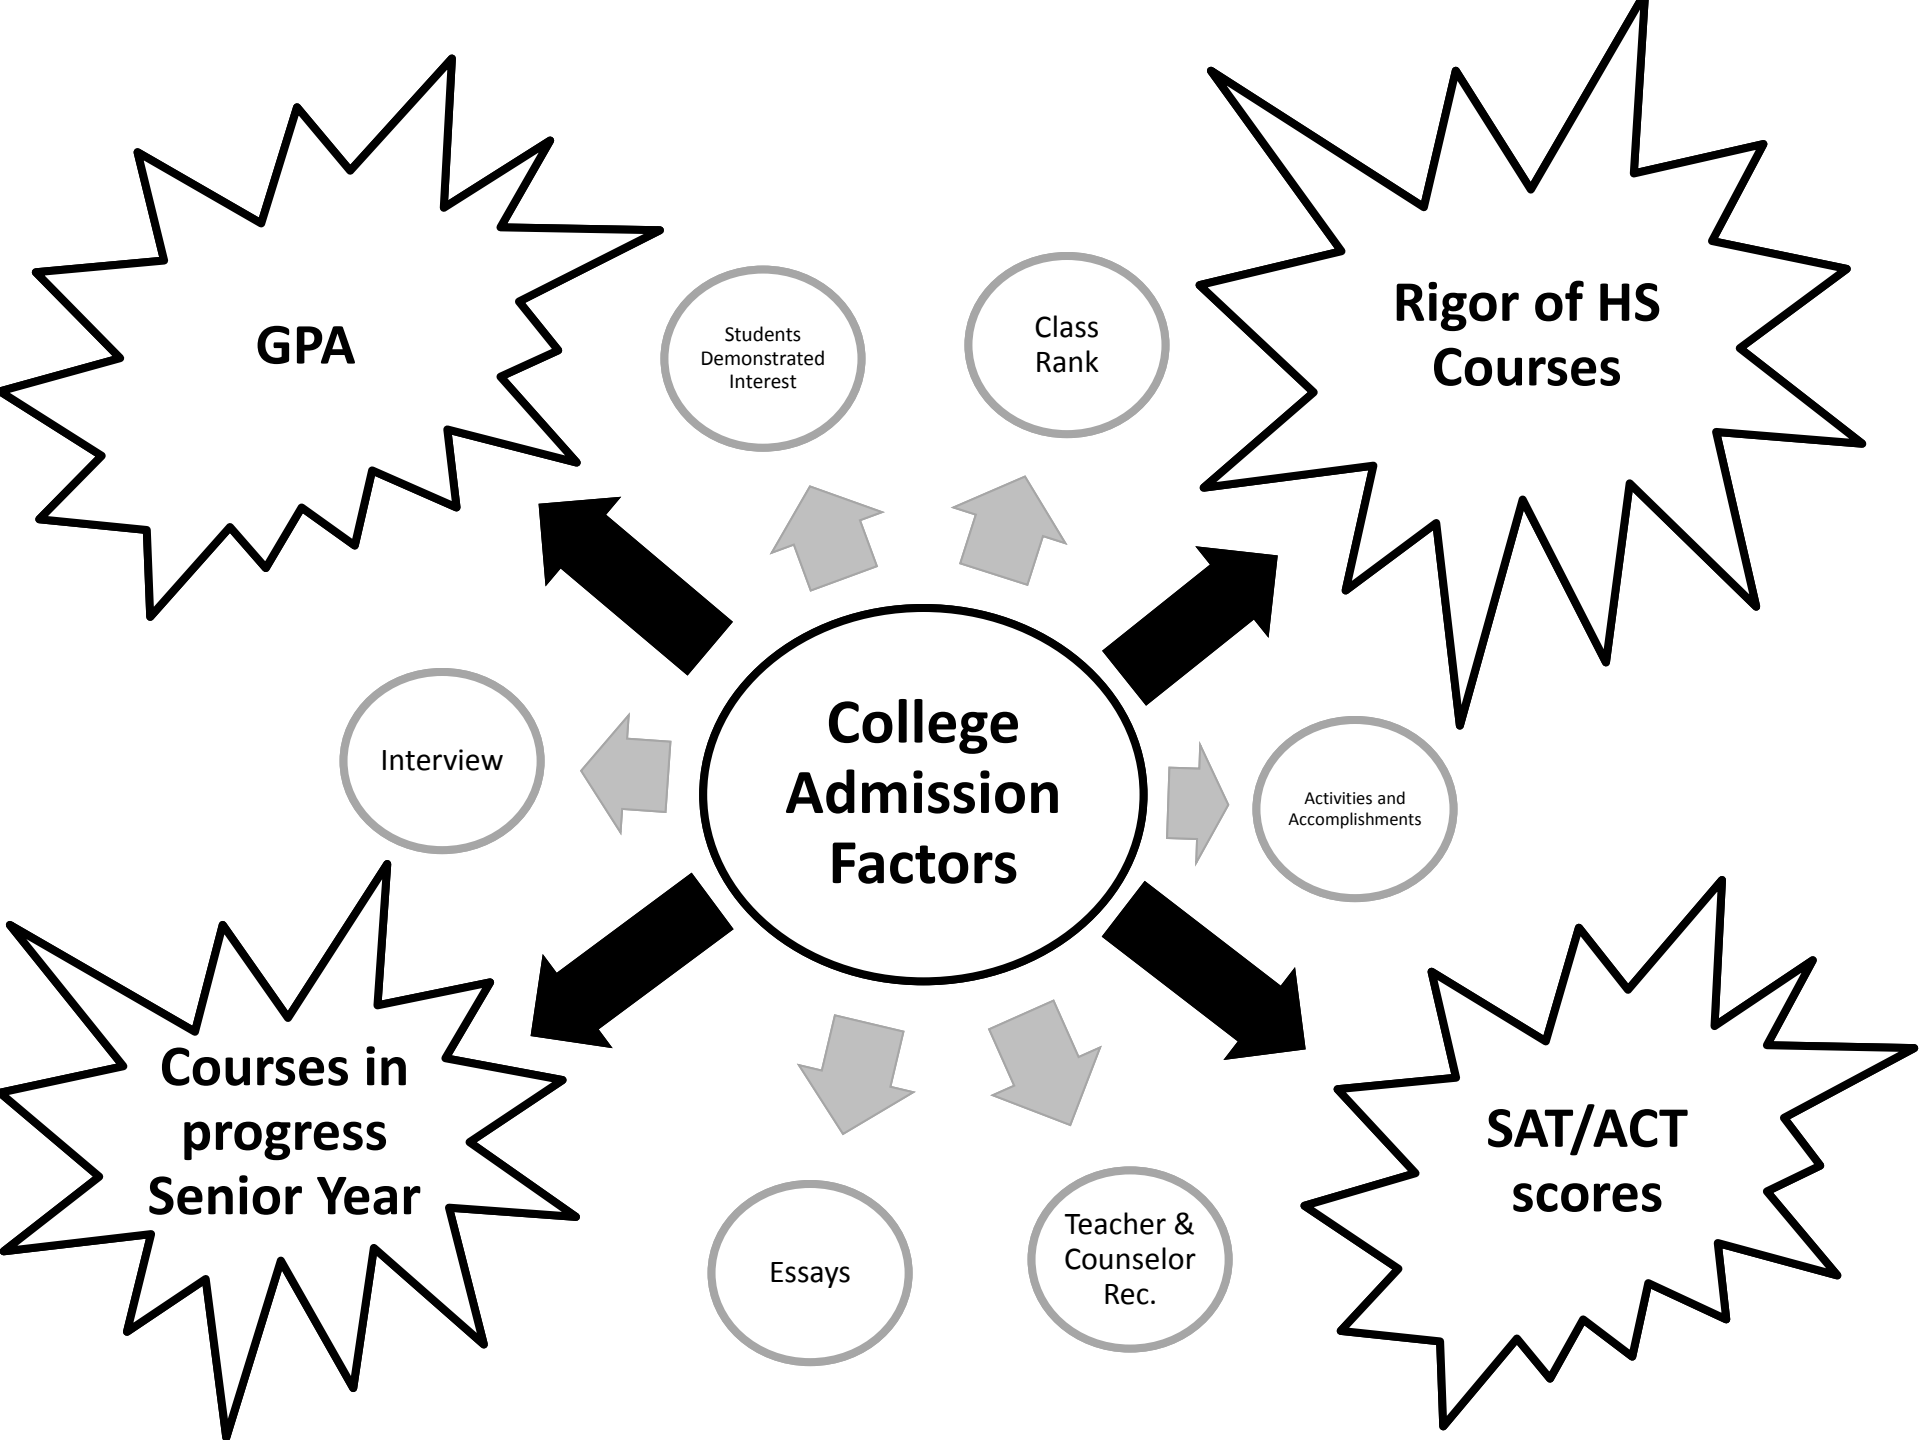 GPA
Students
Demonstrated
Interest
Class
Rank
Rigor of HS
Courses
Interview
College
Admission
Factors
Activities and
Accomplishments
Courses in
progress
Senior Year
Essays
Teacher &
Counselor
Rec.
SAT/ACT
scores